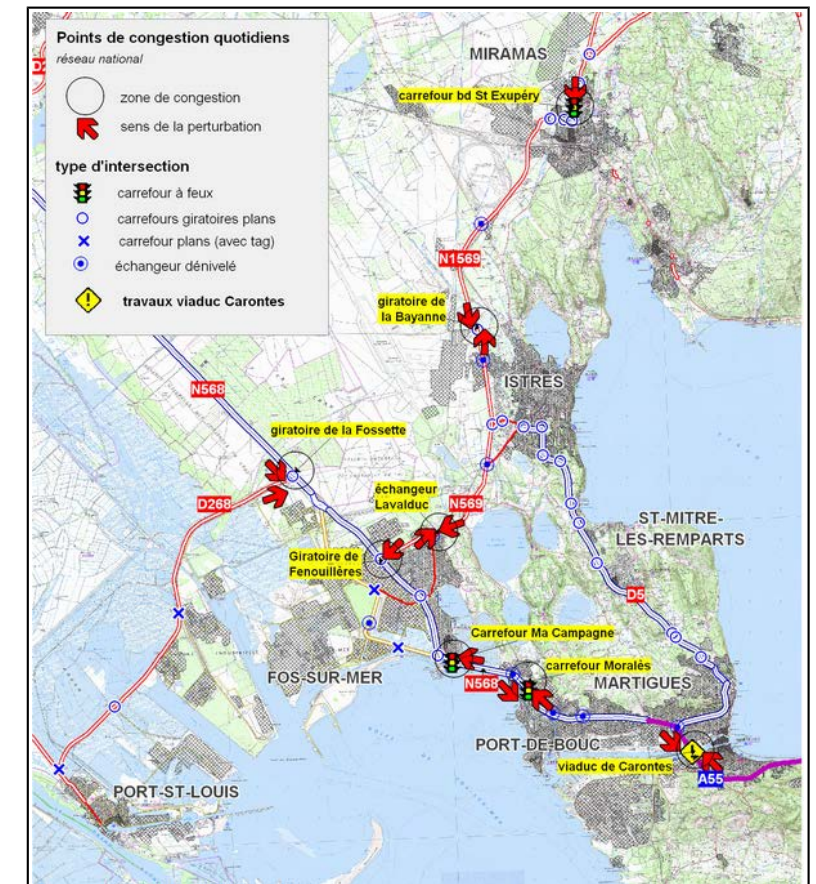 Points de congestion quotidiens
réseau national
zone de congestion
sens de la perturbation
type d'intersection
carrefour à feux
carrefours giratoires plans
carrefour plans (avec tag)
échangeur dénivelé
travaux viaduc Carontes
MIRAMAS
carrefour bd St Exupéry
N1569
giratoire de
la Bayanne
ISTRES
N568
giratoire de la Fossette
D268
échangeur
Lavalduc
N569
ST-MITRE-
LES-REMPARTS
Giratoire de
Fenouillères
D5
Carrefour Ma Campagne
carrefour Moralès
FOS-SUR-MER
N568
MARTIGUES
PORT-DE-BOUC
viaduc de Carontes
A55
PORT-ST-LOUIS